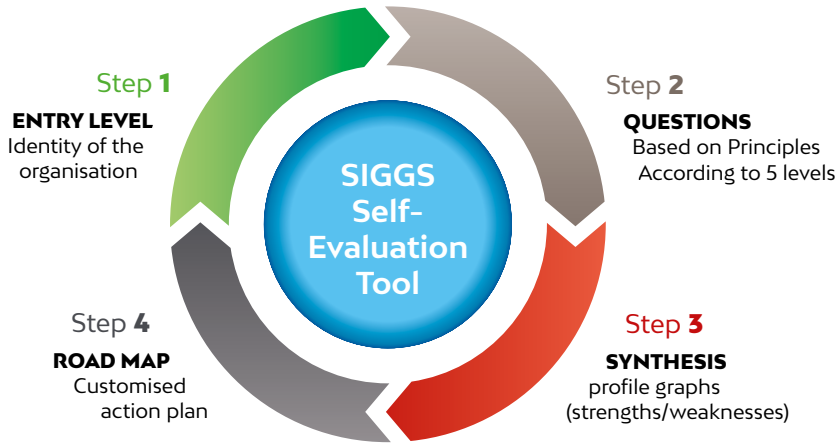 Step 1
ENTRY LEVEL
Identity of the
organisation
Step 2
QUESTIONS
Based on Principles
According to 5 levels
SIGGS
Self-
Evaluation
Tool
Step 3
SYNTHESIS
profile graphs
(strengths/weaknesses)
Step 4
ROAD MAP
Customised
action plan